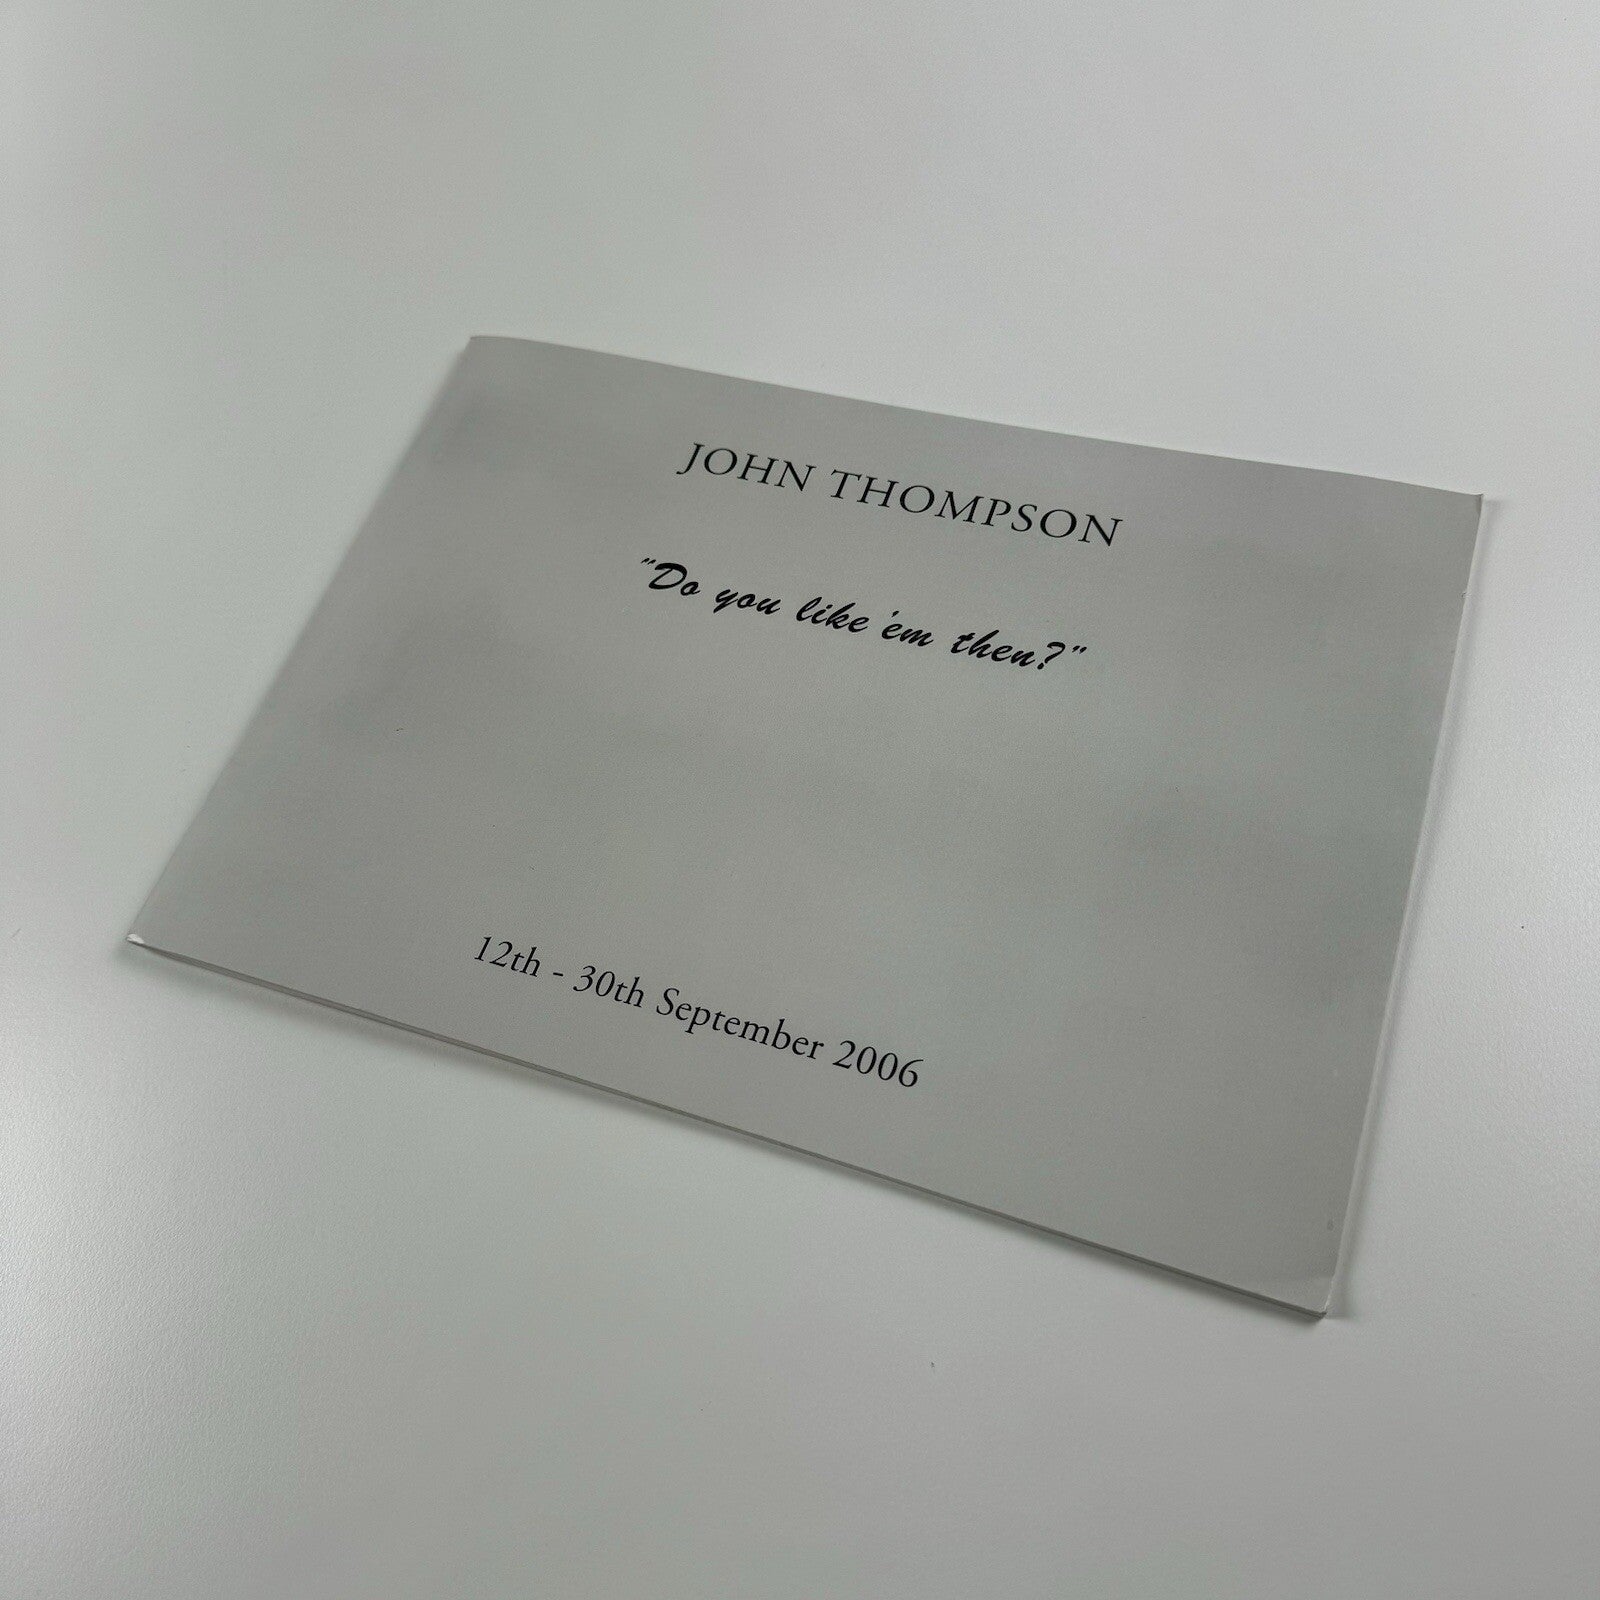 JOHN THOMPSON
"Do you like 'em then?"
12th - 30th September 2006